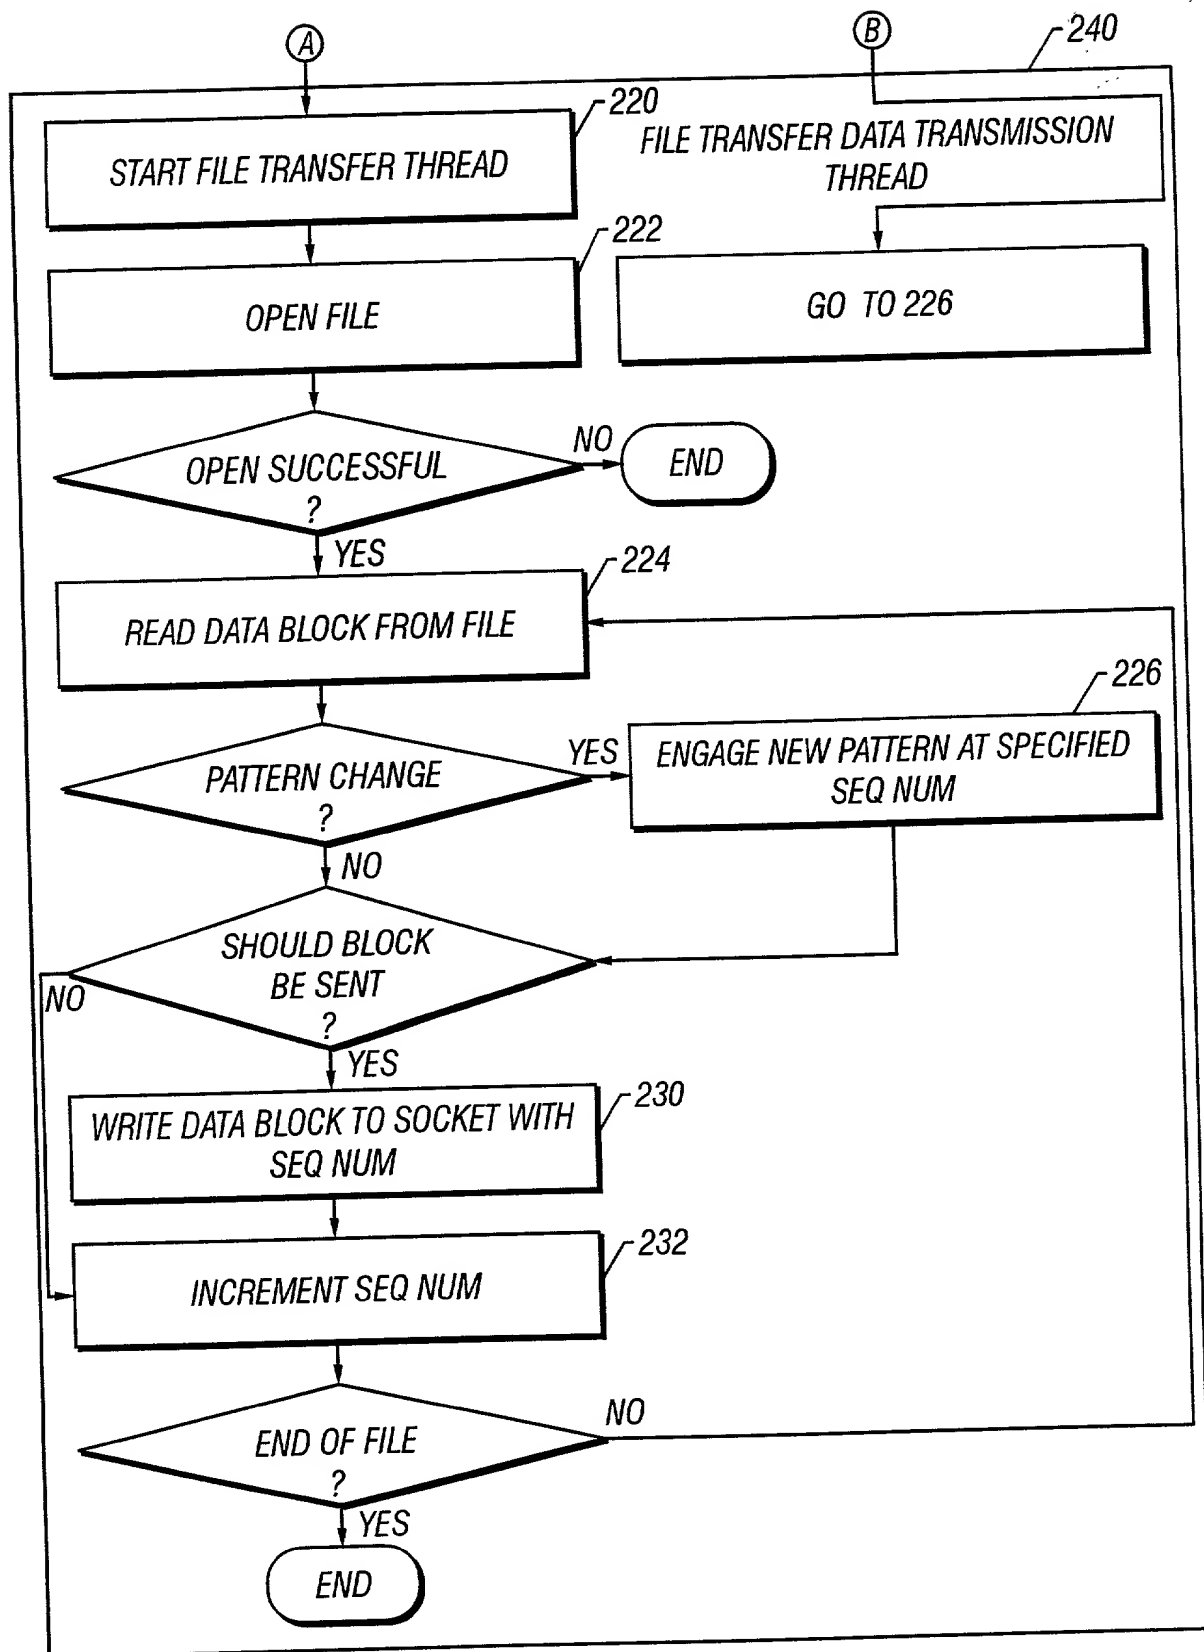 A
B
240
220
START FILE TRANSFER THREAD
FILE TRANSFER DATA TRANSMISSION
THREAD
222
OPEN FILE
GO TO 226
OPEN SUCCESSFUL
?
NO
END
YES
224
READ DATA BLOCK FROM FILE
226
PATTERN CHANGE
?
YES
ENGAGE NEW PATTERN AT SPECIFIED
SEQ NUM
NO
SHOULD BLOCK
BE SENT
?
NO
YES
230
WRITE DATA BLOCK TO SOCKET WITH
SEQ NUM
232
INCREMENT SEQ NUM
END OF FILE
?
NO
YES
END